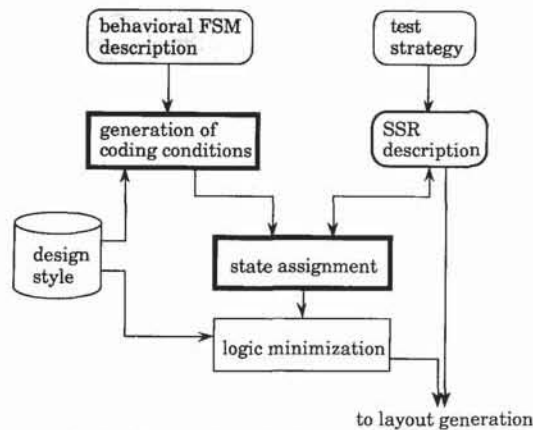 behavioral FSM
description
test
strategy
generation of
coding conditions
SSR
description
design
style
state assignment
logic minimization
to layout generation